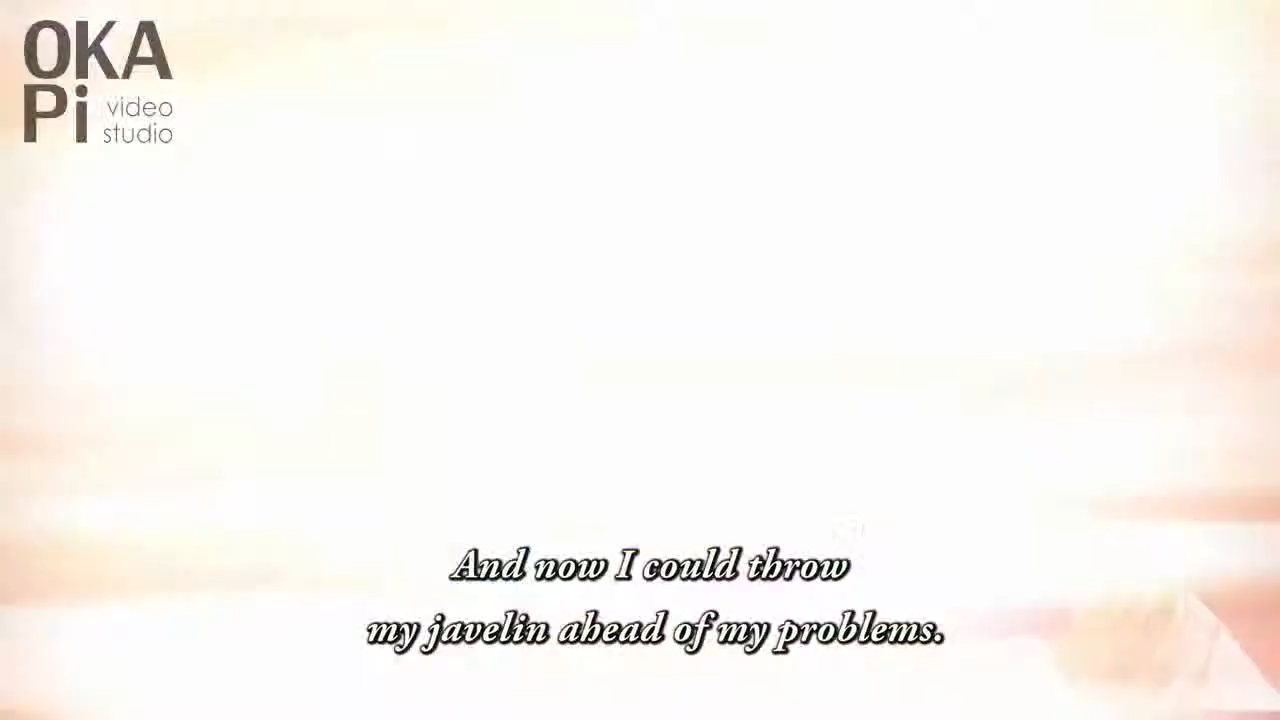 OKA
Pi video
studio
And now I could throw
my javelin ahead of my problems.